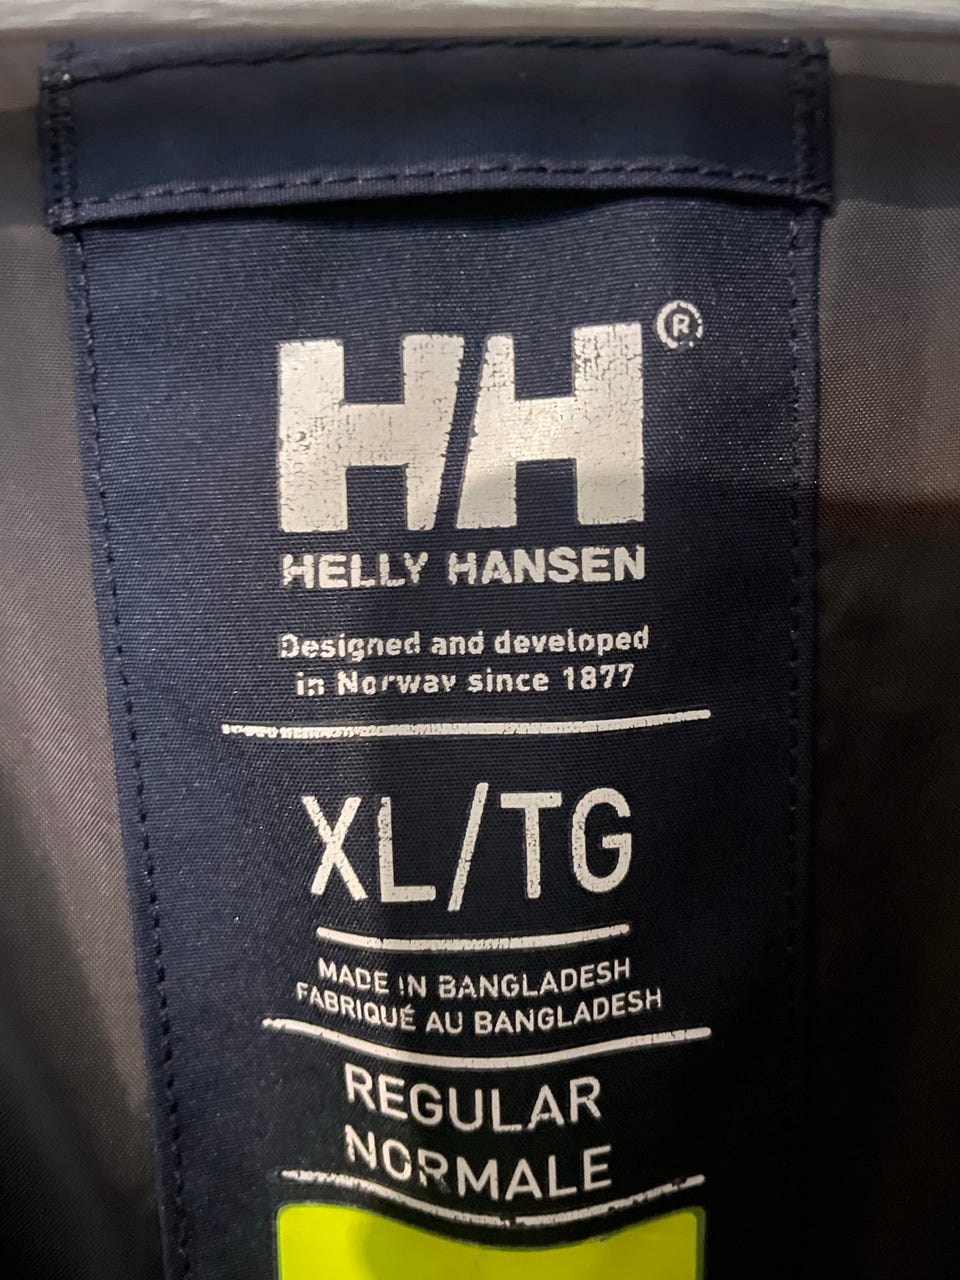 HH®
HELLY HANSEN
Designed and developed
in Norway since 1877
XL/TG
MADE IN BANGLADESH
FABRIQUÉ AU BANGLADESH
REGULAR
NORMALE